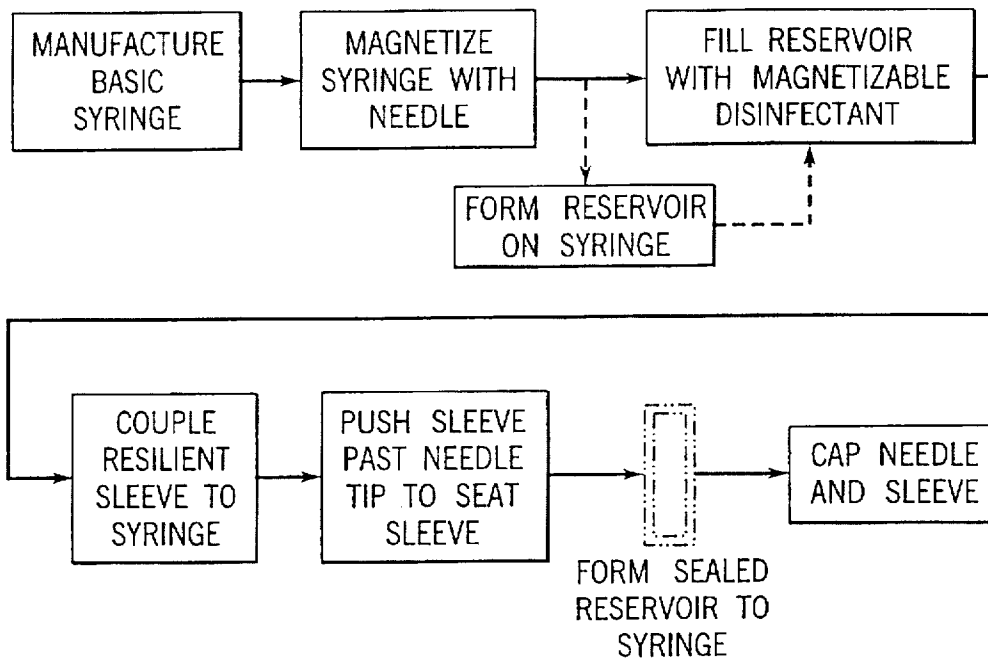 MANUFACTURE
BASIC
SYRINGE
MAGNETIZE
SYRINGE WITH
NEEDLE
FILL RESERVOIR
WITH MAGNETIZABLE
DISINFECTANT
FORM RESERVOIR
ON SYRINGE
COUPLE
RESILIENT
SLEEVE TO
SYRINGE
PUSH SLEEVE
PAST NEEDLE
TIP TO SEAT
SLEEVE
FORM SEALED
RESERVOIR TO
SYRINGE
CAP NEEDLE
AND SLEEVE